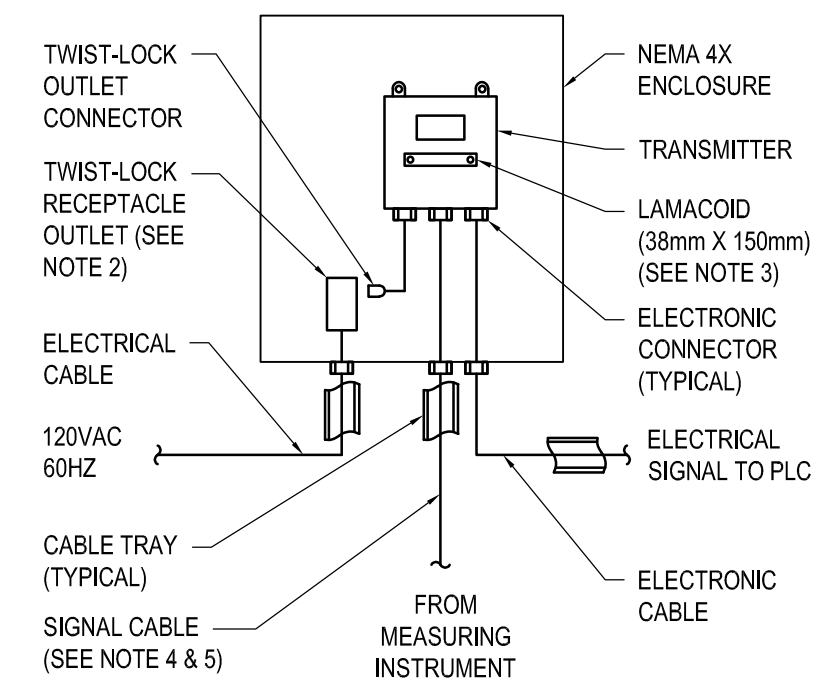 TWIST-LOCK
OUTLET
CONNECTOR
TWIST-LOCK
RECEPTACLE
OUTLET (SEE
NOTE 2)
ELECTRICAL
CABLE
120VAC
60HZ
CABLE TRAY
(TYPICAL)
SIGNAL CABLE
(SEE NOTE 4 & 5)
FROM
MEASURING
INSTRUMENT
NEMA 4X
ENCLOSURE
TRANSMITTER
LAMACOID
(38mm X 150mm)
(SEE NOTE 3)
ELECTRONIC
CONNECTOR
(TYPICAL)
ELECTRICAL
SIGNAL TO PLC
ELECTRONIC
CABLE